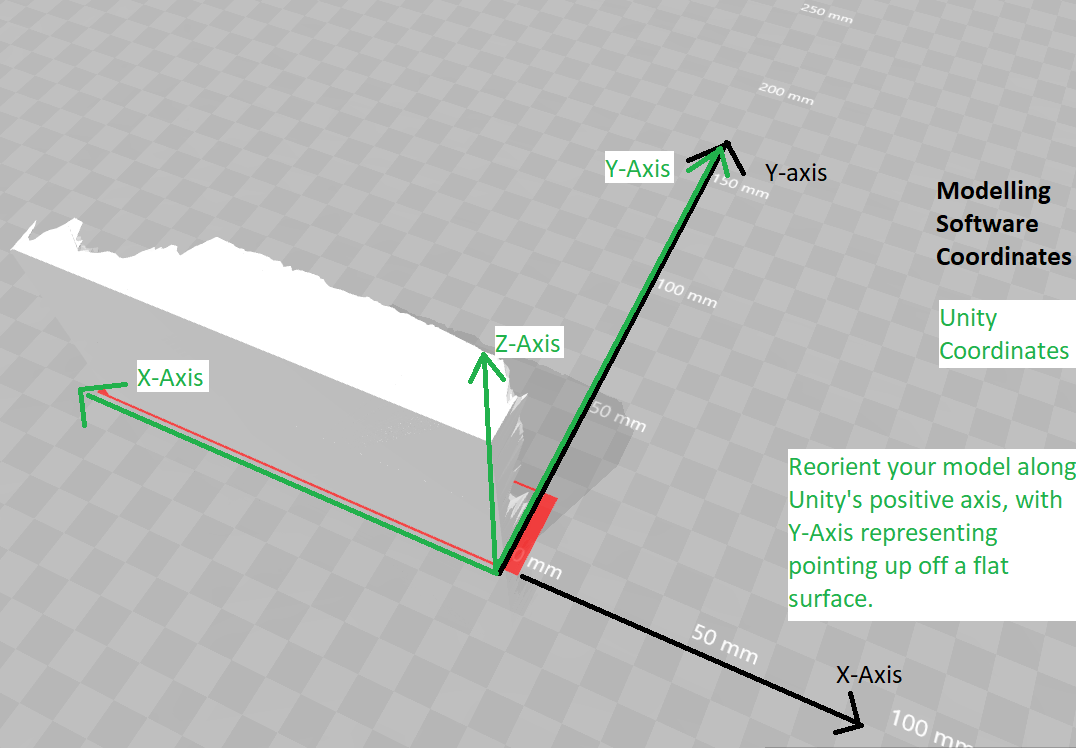 250 mm
200 mm
Y-Axis
Y-axis
150 mm
Modelling
Software
Coordinates
100 mm
Unity
Coordinates
Z-Axis
X-Axis
50 mm
Reorient your model along
Unity's positive axis, with
Y-Axis representing
pointing up off a flat
surface.
0 mm
50 mm
X-Axis
100 mm